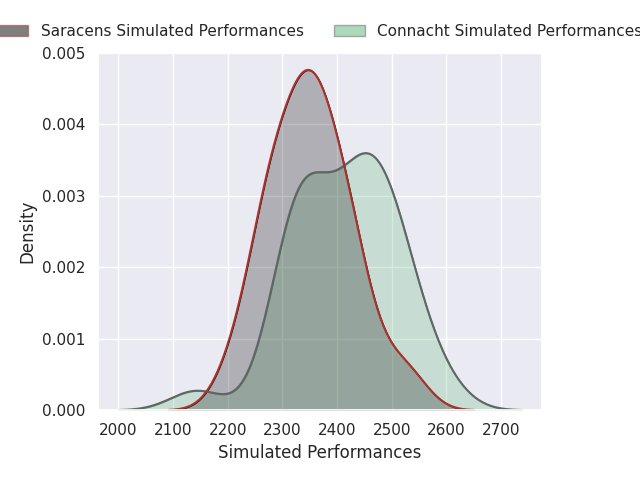 Saracens Simulated Performances
Connacht Simulated Performances
0.005
0.004
0.003
0.002
0.001
0.000
Density
2000 2100 2200 2300 2400 2500 2600 2700
Simulated Performances